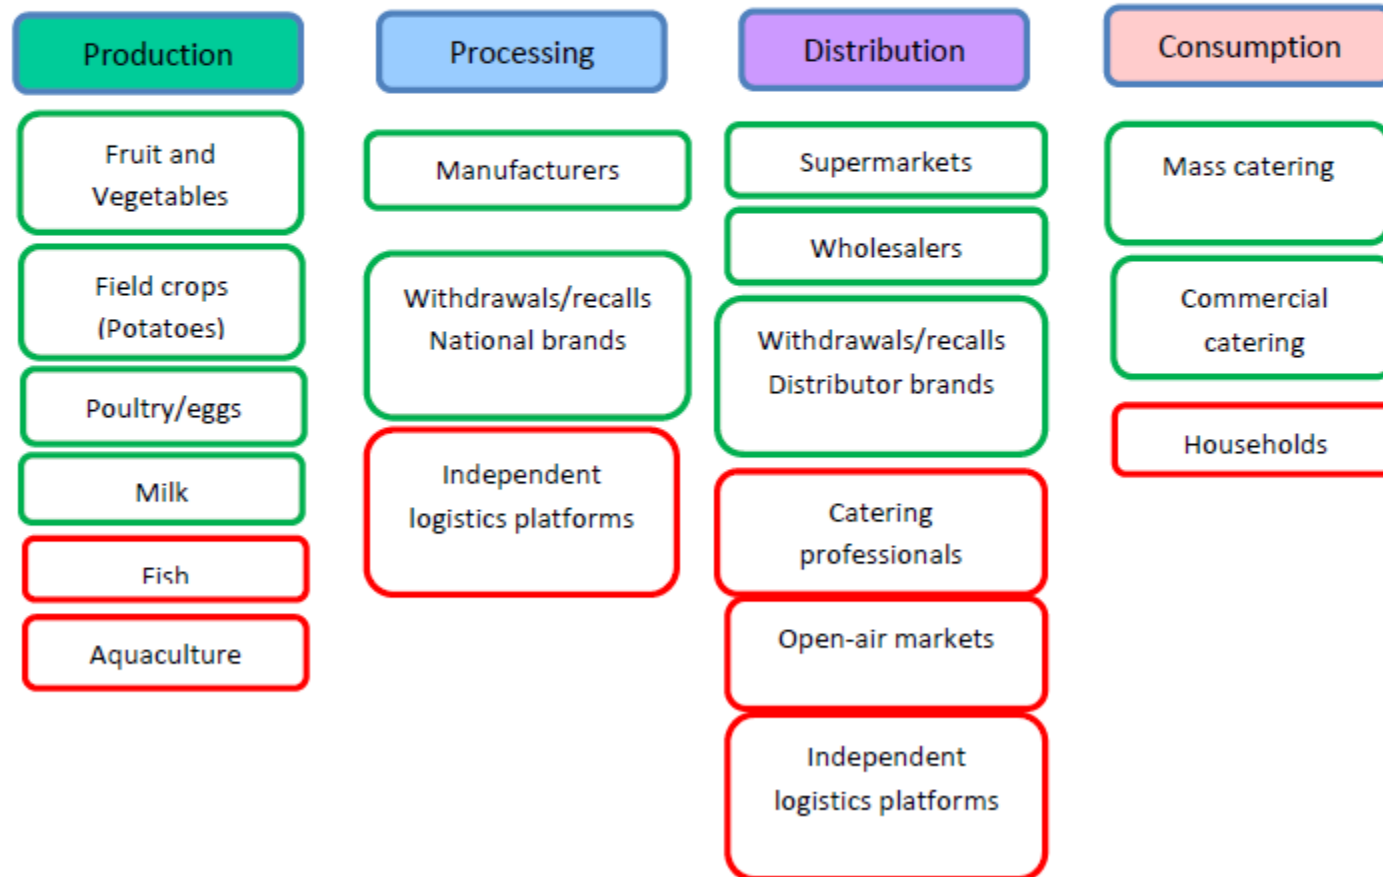 Production
Fruit and
Vegetables
Field crops
(Potatoes)
Poultry/eggs
Milk
Fish
Aquaculture
Processing
Manufacturers
Withdrawals/recalls
National brands
Independent
logistics platforms
Distribution
Supermarkets
Wholesalers
Withdrawals/recalls
Distributor brands
Catering
professionals
Open-air markets
Independent
logistics platforms
Consumption
Mass catering
Commercial
catering
Households